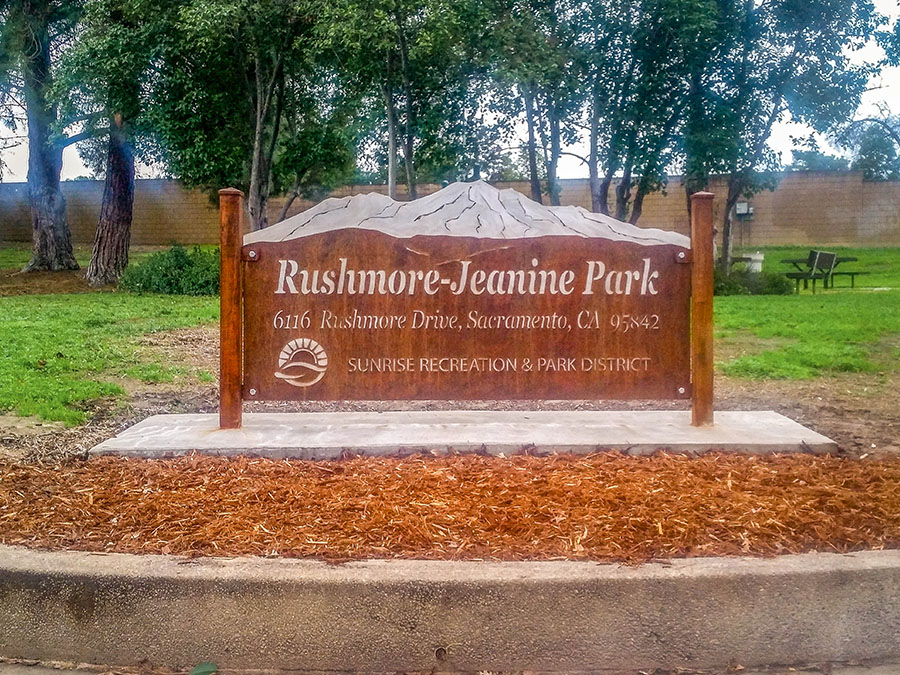 Rushmore-Jeanine Park
6116 Rushmore Drive, Sacramento, CA 95842
SUNRISE RECREATION & PARK DISTRICT